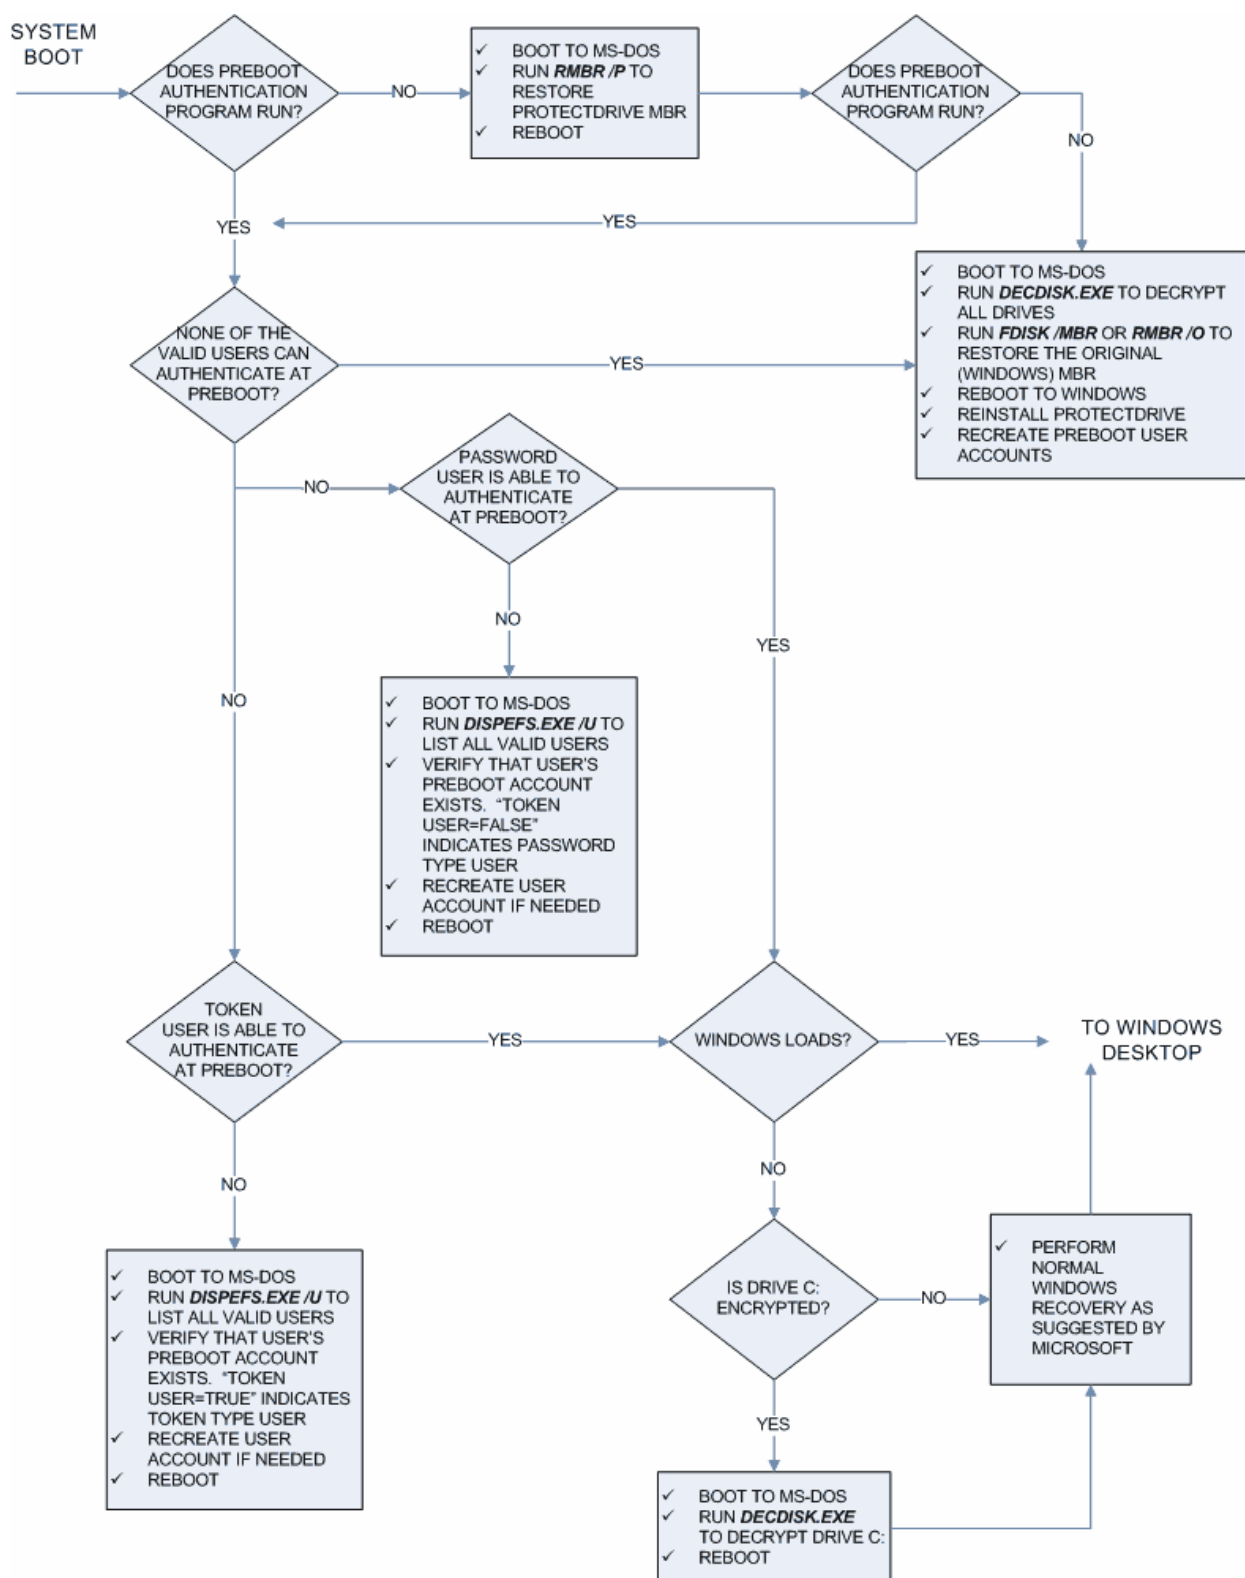 SYSTEM
BOOT
DOES PREBOOT
AUTHENTICATION
PROGRAM RUN?
NO
✓ BOOT TO MS-DOS
✓ RUN RMBR /P TO
RESTORE
PROTECTDRIVE MBR
✓ REBOOT
DOES PREBOOT
AUTHENTICATION
PROGRAM RUN?
NO
YES
YES
✓ BOOT TO MS-DOS
✓ RUN DECDISK.EXE TO DECRYPT
ALL DRIVES
✓ RUN FDISK /MBR OR RMBR /O TO
RESTORE THE ORIGINAL
(WINDOWS) MBR
✓ REBOOT TO WINDOWS
✓ REINSTALL PROTECTDRIVE
✓ RECREATE PREBOOT USER
ACCOUNTS
NONE OF THE
VALID USERS CAN
AUTHENTICATE AT
PREBOOT?
YES
NO
PASSWORD
USER IS ABLE TO
AUTHENTICATE
AT PREBOOT?
NO
YES
NO
✓ BOOT TO MS-DOS
✓ RUN DISPEFS.EXE /U TO
LIST ALL VALID USERS
✓ VERIFY THAT USER'S
PREBOOT ACCOUNT
EXISTS. “TOKEN
USER=FALSE”
INDICATES PASSWORD
TYPE USER
✓ RECREATE USER
ACCOUNT IF NEEDED
✓ REBOOT
TOKEN
USER IS ABLE TO
AUTHENTICATE
AT PREBOOT?
YES
WINDOWS LOADS?
YES
TO WINDOWS
DESKTOP
NO
NO
✓ BOOT TO MS-DOS
✓ RUN DISPEFS.EXE /U TO
LIST ALL VALID USERS
✓ VERIFY THAT USER'S
PREBOOT ACCOUNT
EXISTS. “TOKEN
USER=TRUE” INDICATES
TOKEN TYPE USER
✓ RECREATE USER
ACCOUNT IF NEEDED
✓ REBOOT
IS DRIVE C:
ENCRYPTED?
NO
✓ PERFORM
NORMAL
WINDOWS
RECOVERY AS
SUGGESTED BY
MICROSOFT
YES
✓ BOOT TO MS-DOS
✓ RUN DECDISK.EXE
TO DECRYPT DRIVE C:
✓ REBOOT